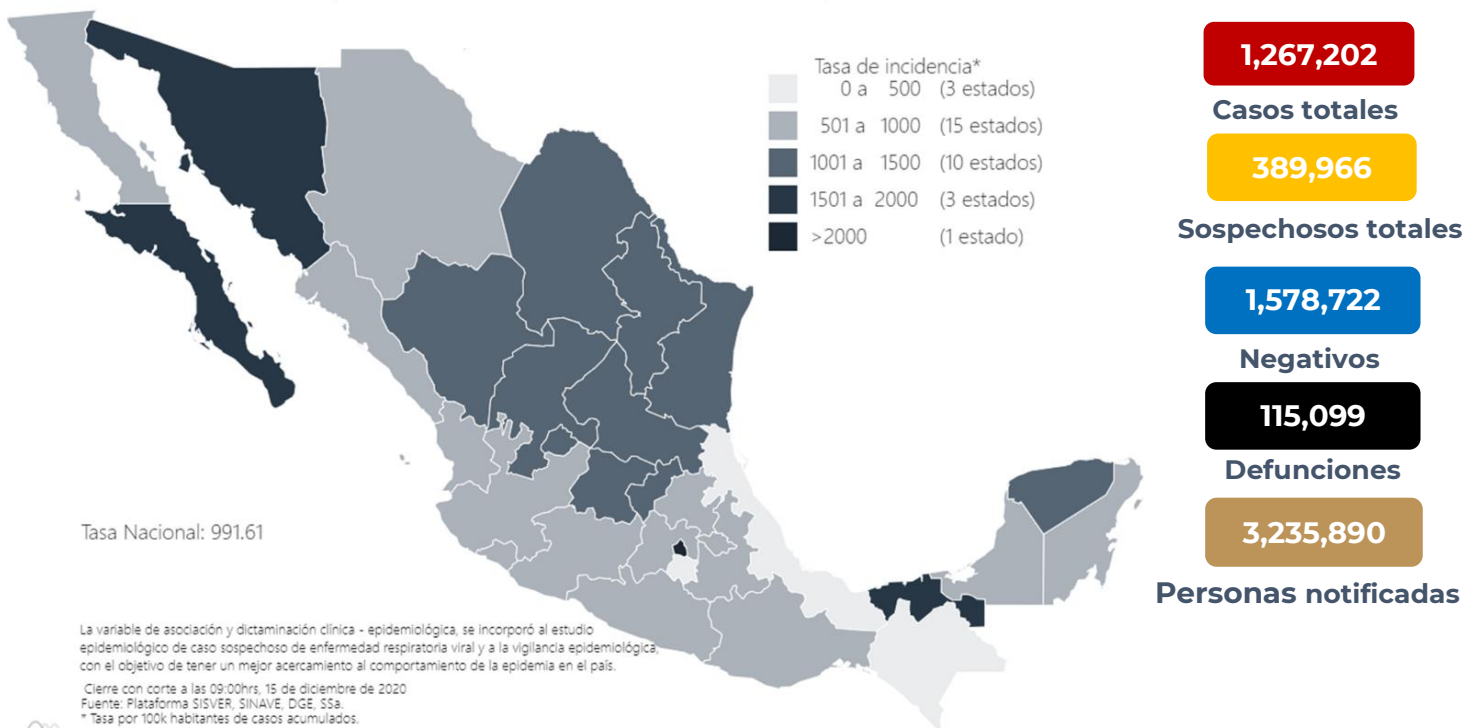 Tasa de incidencia*
0 a 500 (3 estados)
501 a 1000 (15 estados)
1001 a 1500 (10 estados)
1501 a 2000 (3 estados)
>2000 (1 estado)
1,267,202
Casos totales
389,966
Sospechosos totales
1,578,722
Negativos
115,099
Defunciones
3,235,890
Personas notificadas
Tasa Nacional: 991.61
La variable de asociación y dictaminación clínica - epidemiológica, se incorporó al estudio
epidemiológico de caso sospechoso de enfermedad respiratoria viral y a la vigilancia epidemiológica,
con el objetivo de tener un mejor acercamiento al comportamiento de la epidemia en el país.
Cierre con corte a las 09:00hrs, 15 de diciembre de 2020
Fuente: Plataforma SISVER, SINAVE, DGE, SSa.
* Tasa por 100k habitantes de casos acumulados.